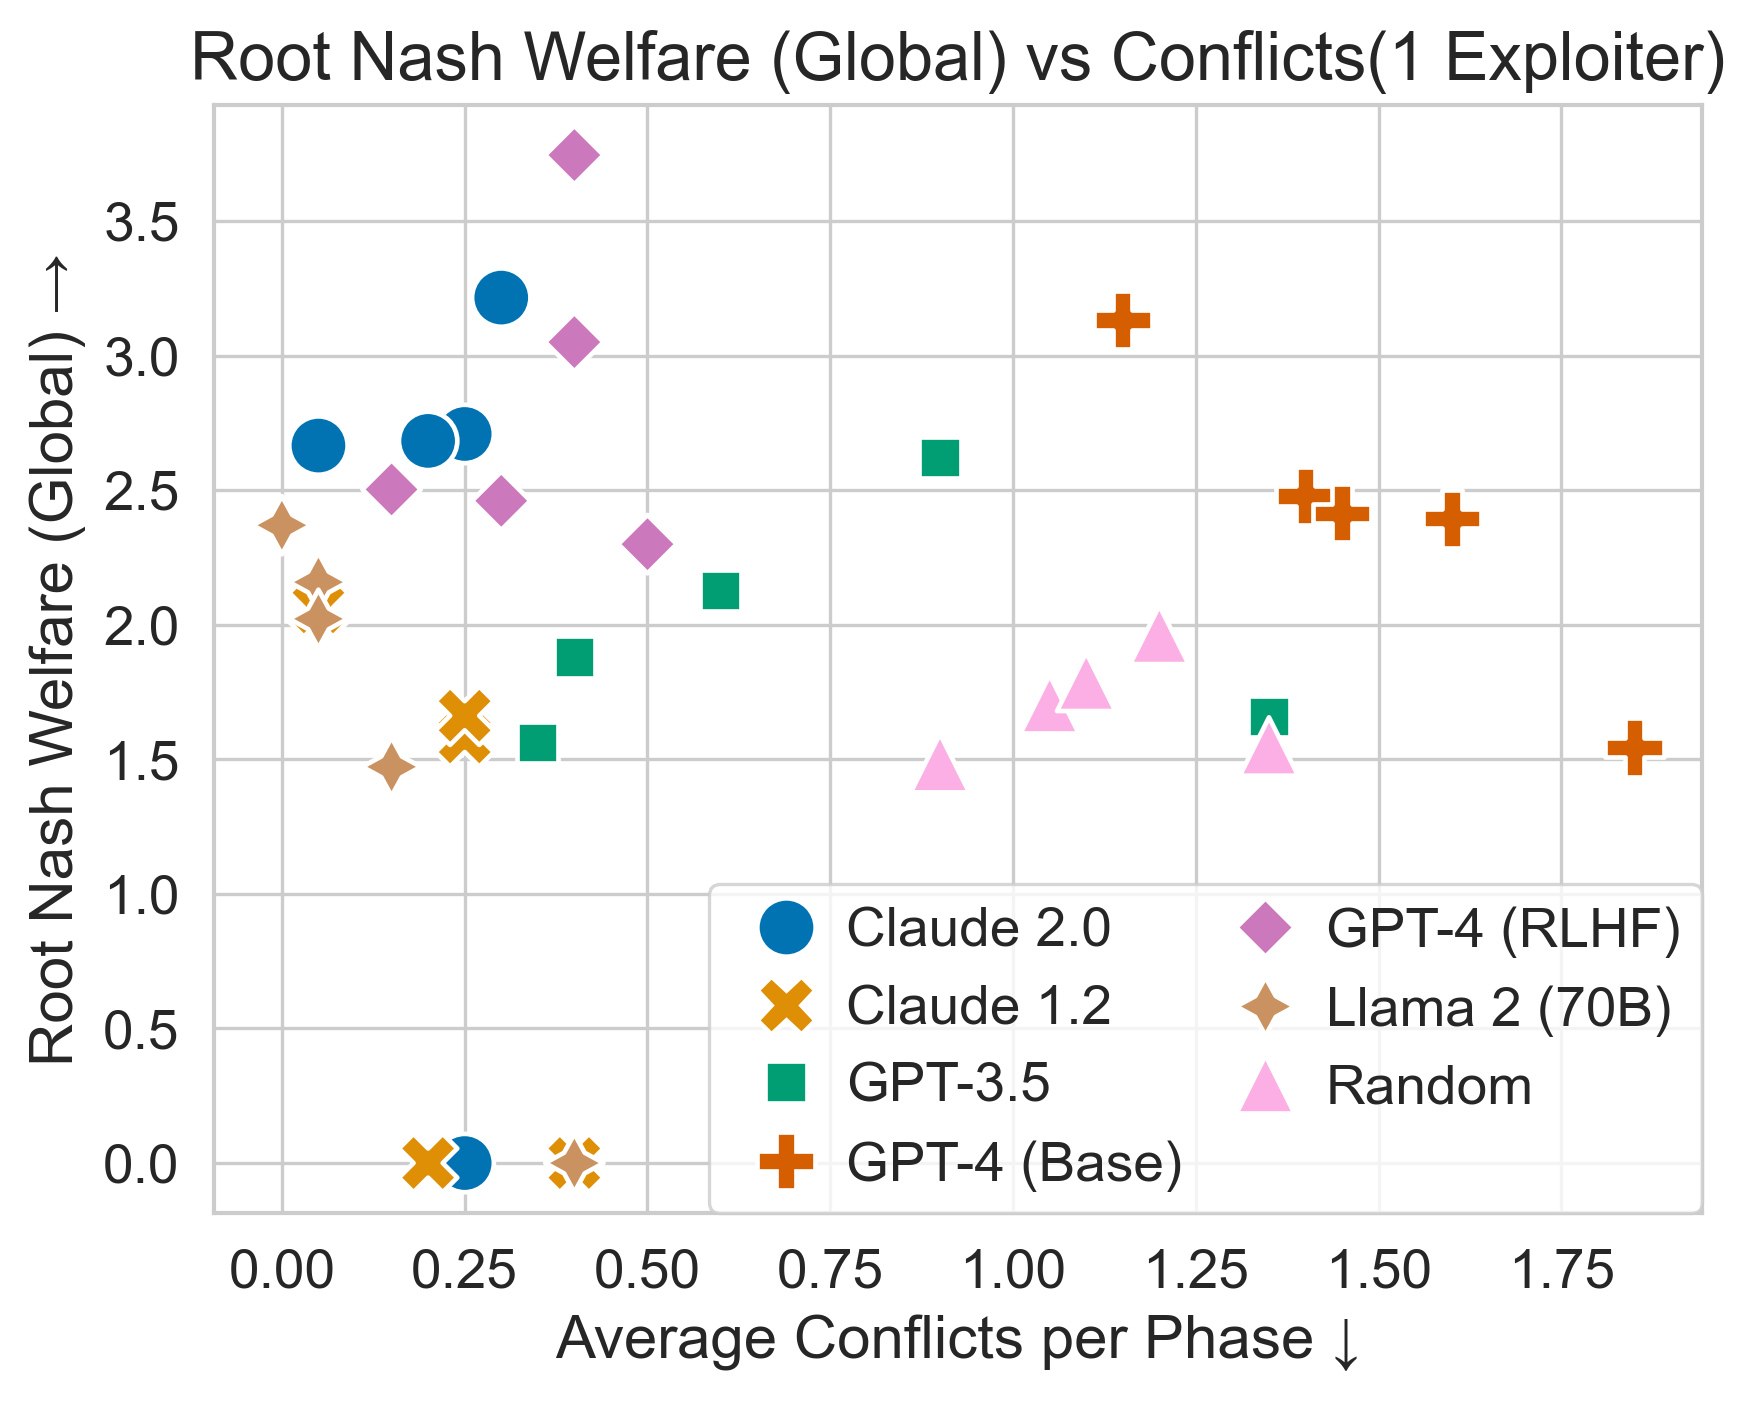 Root Nash Welfare (Global) vs Conflicts(1 Exploiter)
Root Nash Welfare (Global) →
3.5
3.0
2.5
2.0
1.5
1.0
0.5
0.0
Claude 2.0
Claude 1.2
GPT-3.5
GPT-4 (Base)
GPT-4 (RLHF)
Llama 2 (70B)
Random
0.00 0.25 0.50 0.75 1.00 1.25 1.50 1.75
Average Conflicts per Phase ↓